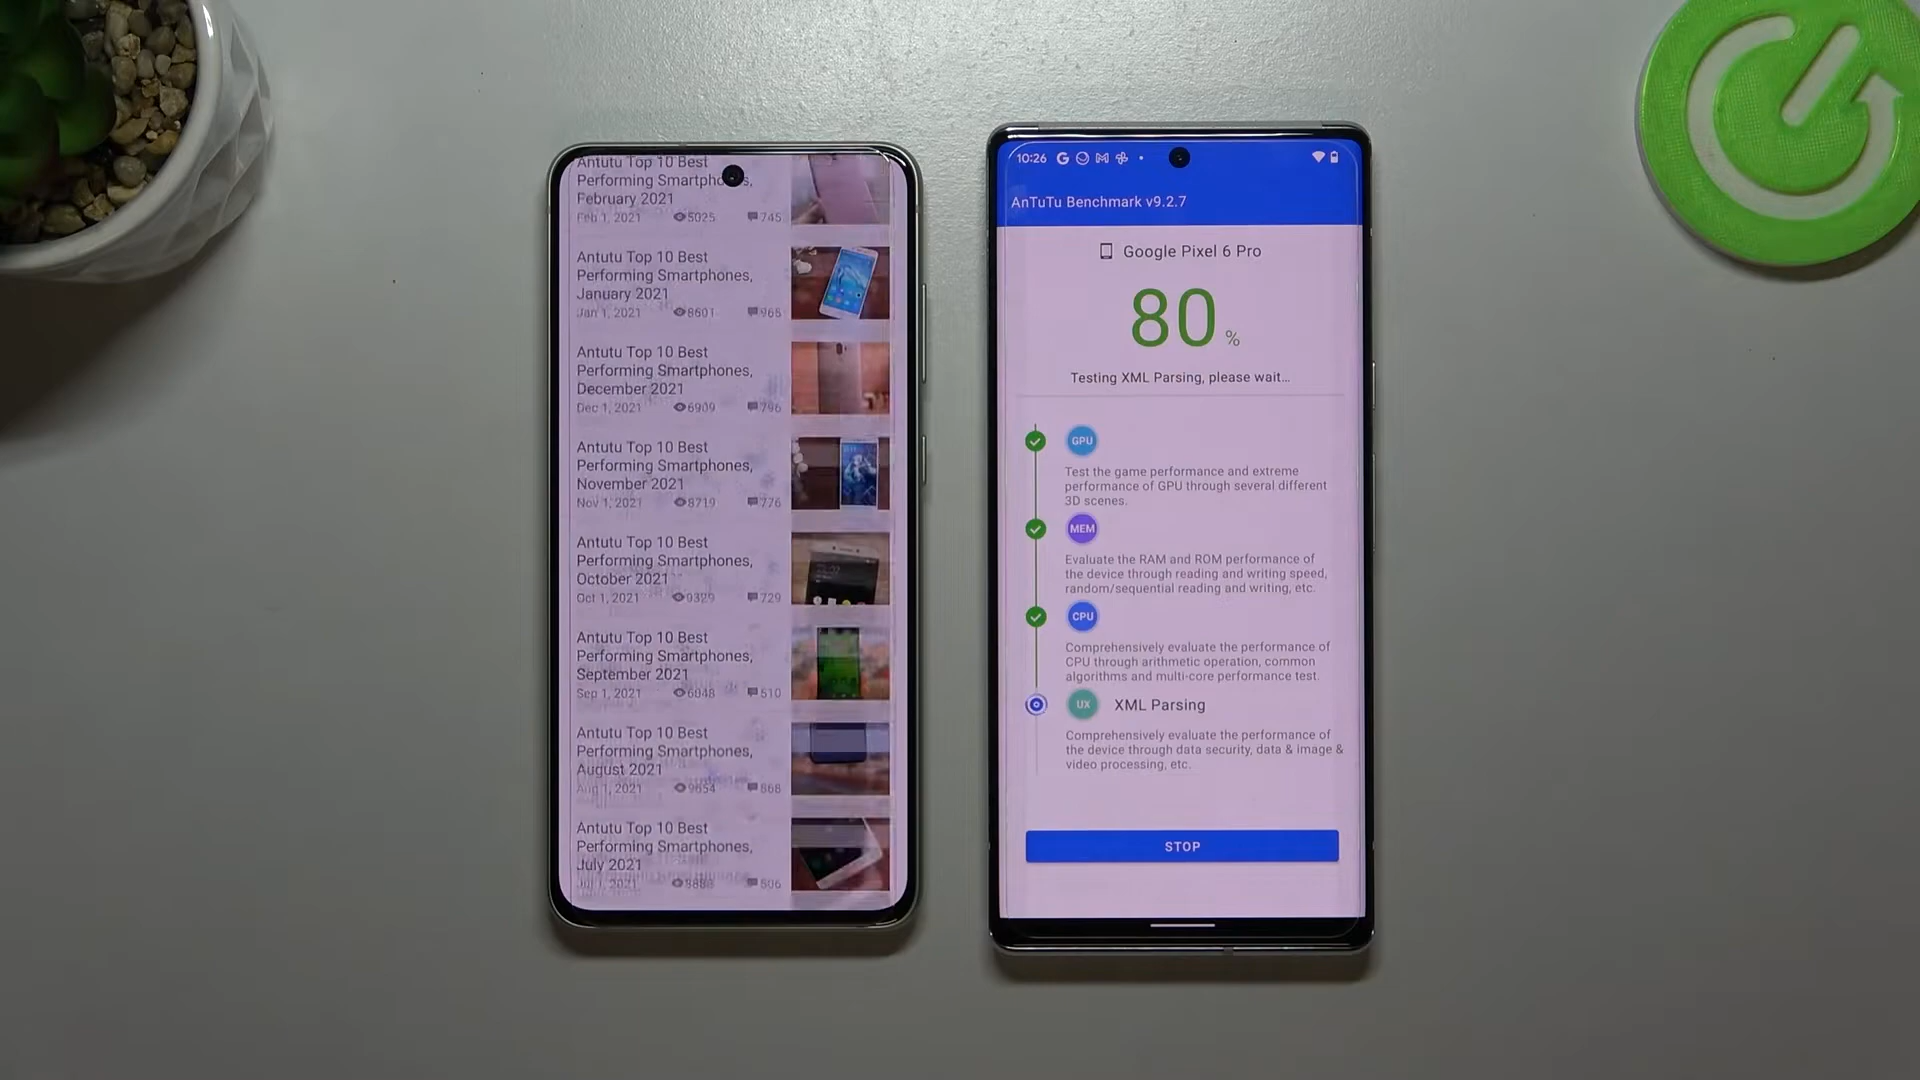 Antutu Top 10 Best
Performing Smartphones,
February 2021
Feb 1, 2021 5025 745
Antutu Top 10 Best
Performing Smartphones,
January 2021
Jan 1, 2021 8601 965
Antutu Top 10 Best
Performing Smartphones,
December 2021
Dec 1, 2021 6909 796
Antutu Top 10 Best
Performing Smartphones,
November 2021
Nov 1, 2021 8719 776
Antutu Top 10 Best
Performing Smartphones,
October 2021
Oct 1, 2021 9329 729
Antutu Top 10 Best
Performing Smartphones,
September 2021
Sep 1, 2021 6048 510
Antutu Top 10 Best
Performing Smartphones,
August 2021
Aug 1, 2021 9654 868
Antutu Top 10 Best
Performing Smartphones,
July 2021
Jul 1, 2021 506
10:26
AnTuTu Benchmark v9.2.7
Google Pixel 6 Pro
80 %
Testing XML Parsing, please wait...
GPU
Test the game performance and extreme
performance of GPU through several different
3D scenes.
MEM
Evaluate the RAM and ROM performance of
the device through reading and writing speed,
random/sequential reading and writing, etc.
CPU
Comprehensively evaluate the performance of
CPU through arithmetic operation, common
algorithms and multi-core performance test.
UX XML Parsing
Comprehensively evaluate the performance of
the device through data security, data & image &
video processing, etc.
STOP